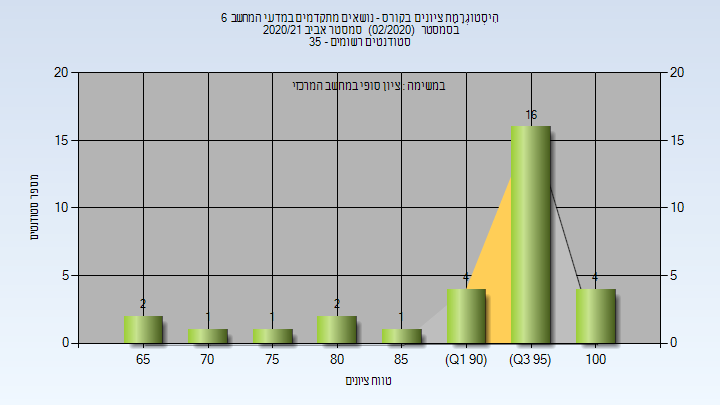 היסטוגרמת ציונים בקורס - נושאים מתקדמים במדעי המחשב 6
בסמסטר (02/2020) סמסטר אביב 2020/21
סטודנטים רשומים - 35
במשימה : ציון סופי במחשב המרכזי
20 20
15 15
10 10
5 5
0 0
מספר סטודנטים
2 1 1 2 1 4 16 4
65 70 75 80 85 (Q1 90) (Q3 95) 100
טווח ציונים